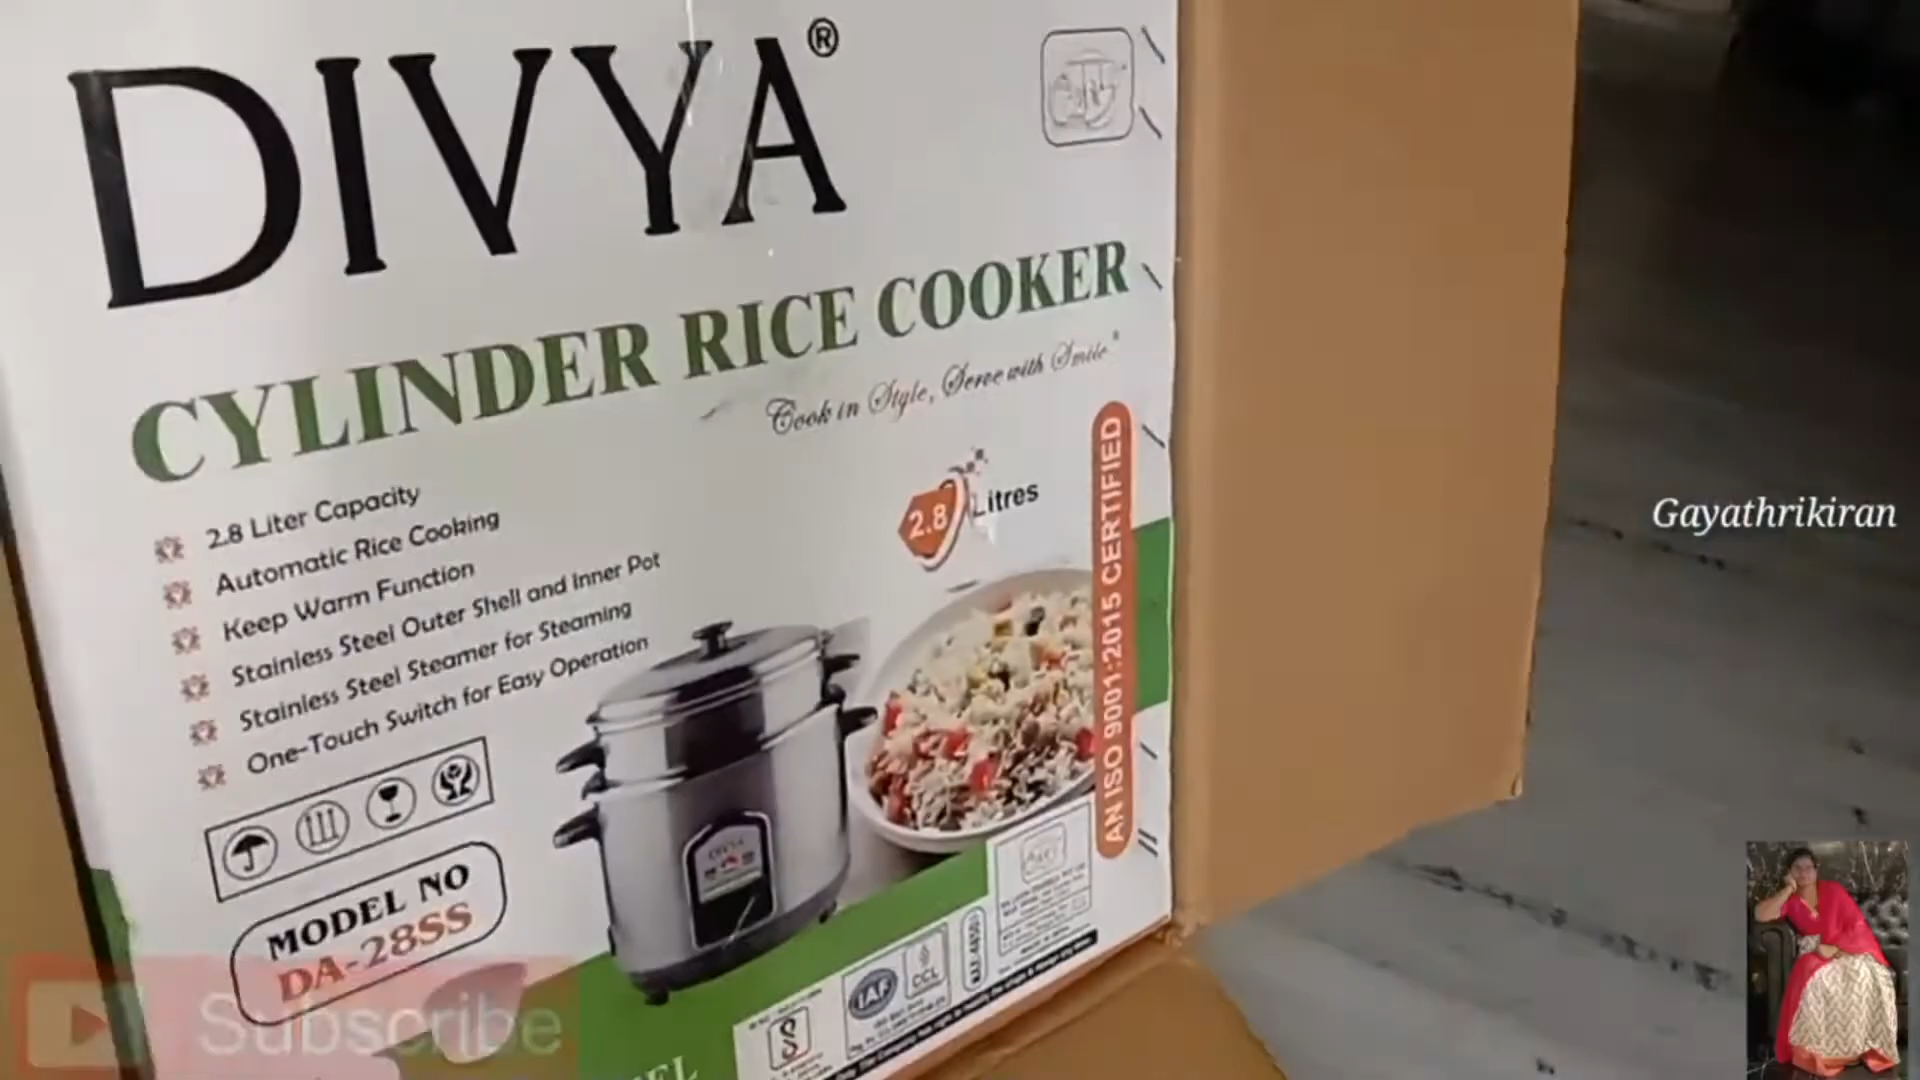 DIVYA®
CYLINDER RICE COOKER
Cook in Style, Serve with Smile
2.8 Liter Capacity
Automatic Rice Cooking
Keep Warm Function
Stainless Steel Outer Shell and Inner Pot
Stainless Steel Steamer for Steaming
One-Touch Switch for Easy Operation
2.8 Litres
AN ISO 9001:2015 CERTIFIED
Gayathrikiran
MODEL NO
DA-28SS
DIVYA
IAF
Subscribe